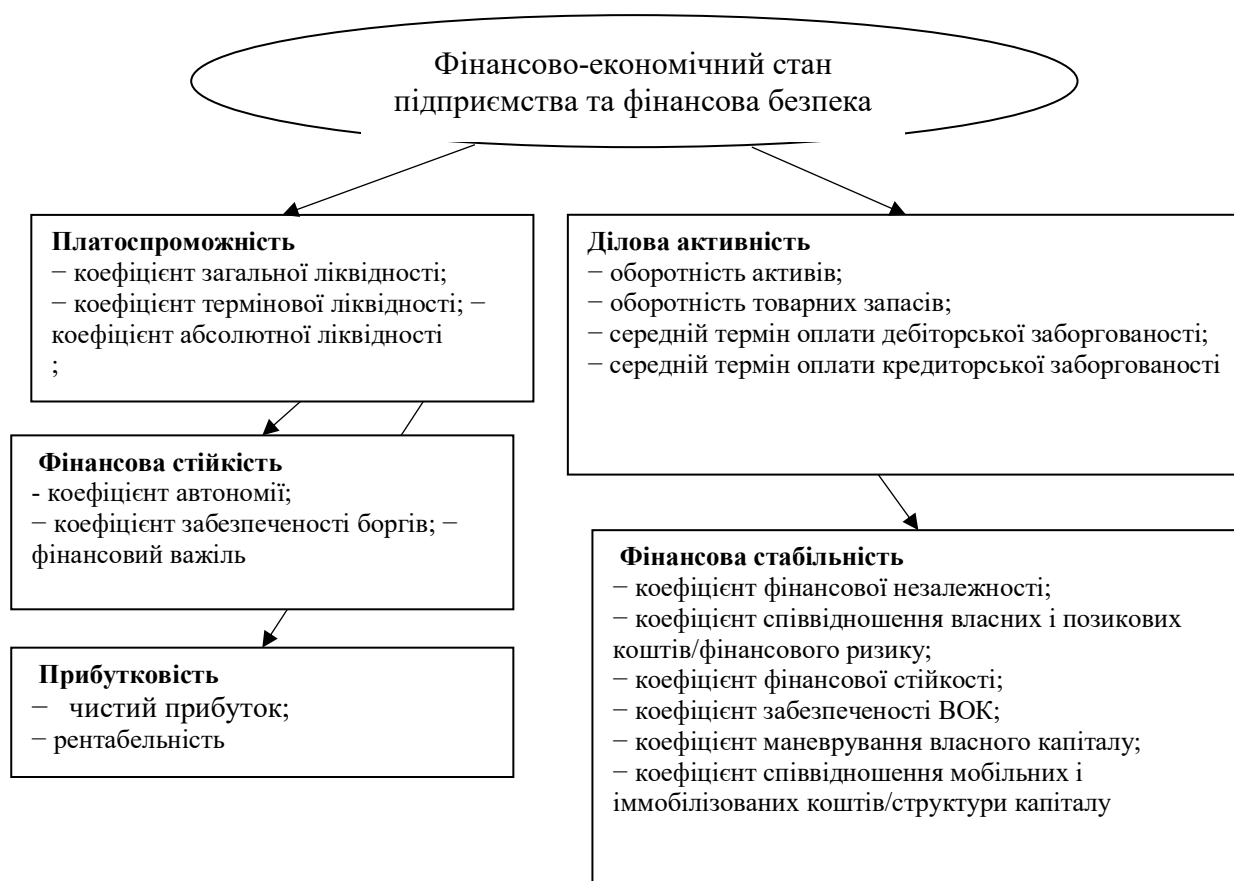 Фінансово-економічний стан
підприємства та фінансова безпека
Платоспроможність
− коефіцієнт загальної ліквідності;
− коефіцієнт термінової ліквідності; −
коефіцієнт абсолютної ліквідності
;
Фінансова стійкість
- коефіцієнт автономії;
− коефіцієнт забезпеченості боргів; −
фінансовий важіль
Прибутковість
− чистий прибуток;
− рентабельність
Ділова активність
− оборотність активів;
− оборотність товарних запасів;
− середній термін оплати дебіторської заборгованості;
− середній термін оплати кредиторської заборгованості
Фінансова стабільність
− коефіцієнт фінансової незалежності;
− коефіцієнт співвідношення власних і позикових
коштів/фінансового ризику;
− коефіцієнт фінансової стійкості;
− коефіцієнт забезпеченості ВОК;
− коефіцієнт маневрування власного капіталу;
− коефіцієнт співвідношення мобільних і
іммобілізованих коштів/структури капіталу